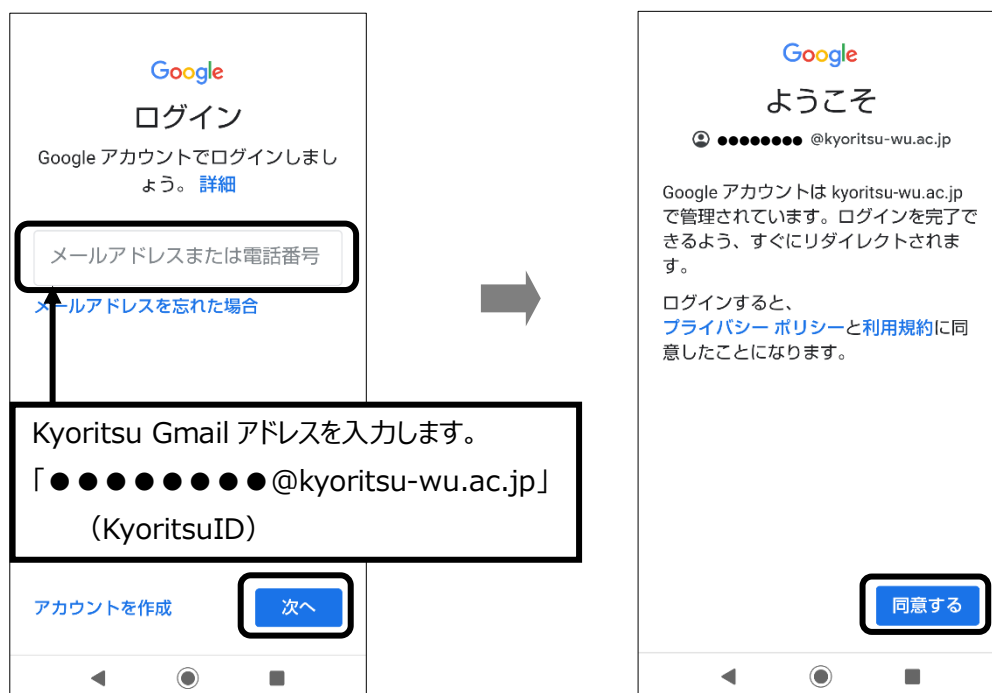 Google
ログイン
Google アカウントでログインしまし
ょう。 詳細
メールアドレスまたは電話番号
メールアドレスを忘れた場合
Kyoritsu Gmail アドレスを入力します。
「●●●●●●●●@kyoritsu-wu.ac.jp」
(KyoritsuID)
アカウントを作成
次へ
Google
ようこそ
●●●●●●●● @kyoritsu-wu.ac.jp
Google アカウントは kyoritsu-wu.ac.jp
で管理されています。ログインを完了で
きるよう、すぐにリダイレクトされま
す。
ログインすると、
プライバシー ポリシーと利用規約に同
意したことになります。
同意する